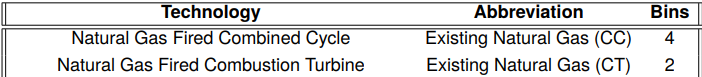 Technology Abbreviation Bins
Natural Gas Fired Combined Cycle Existing Natural Gas (CC) 4
Natural Gas Fired Combustion Turbine Existing Natural Gas (CT) 2